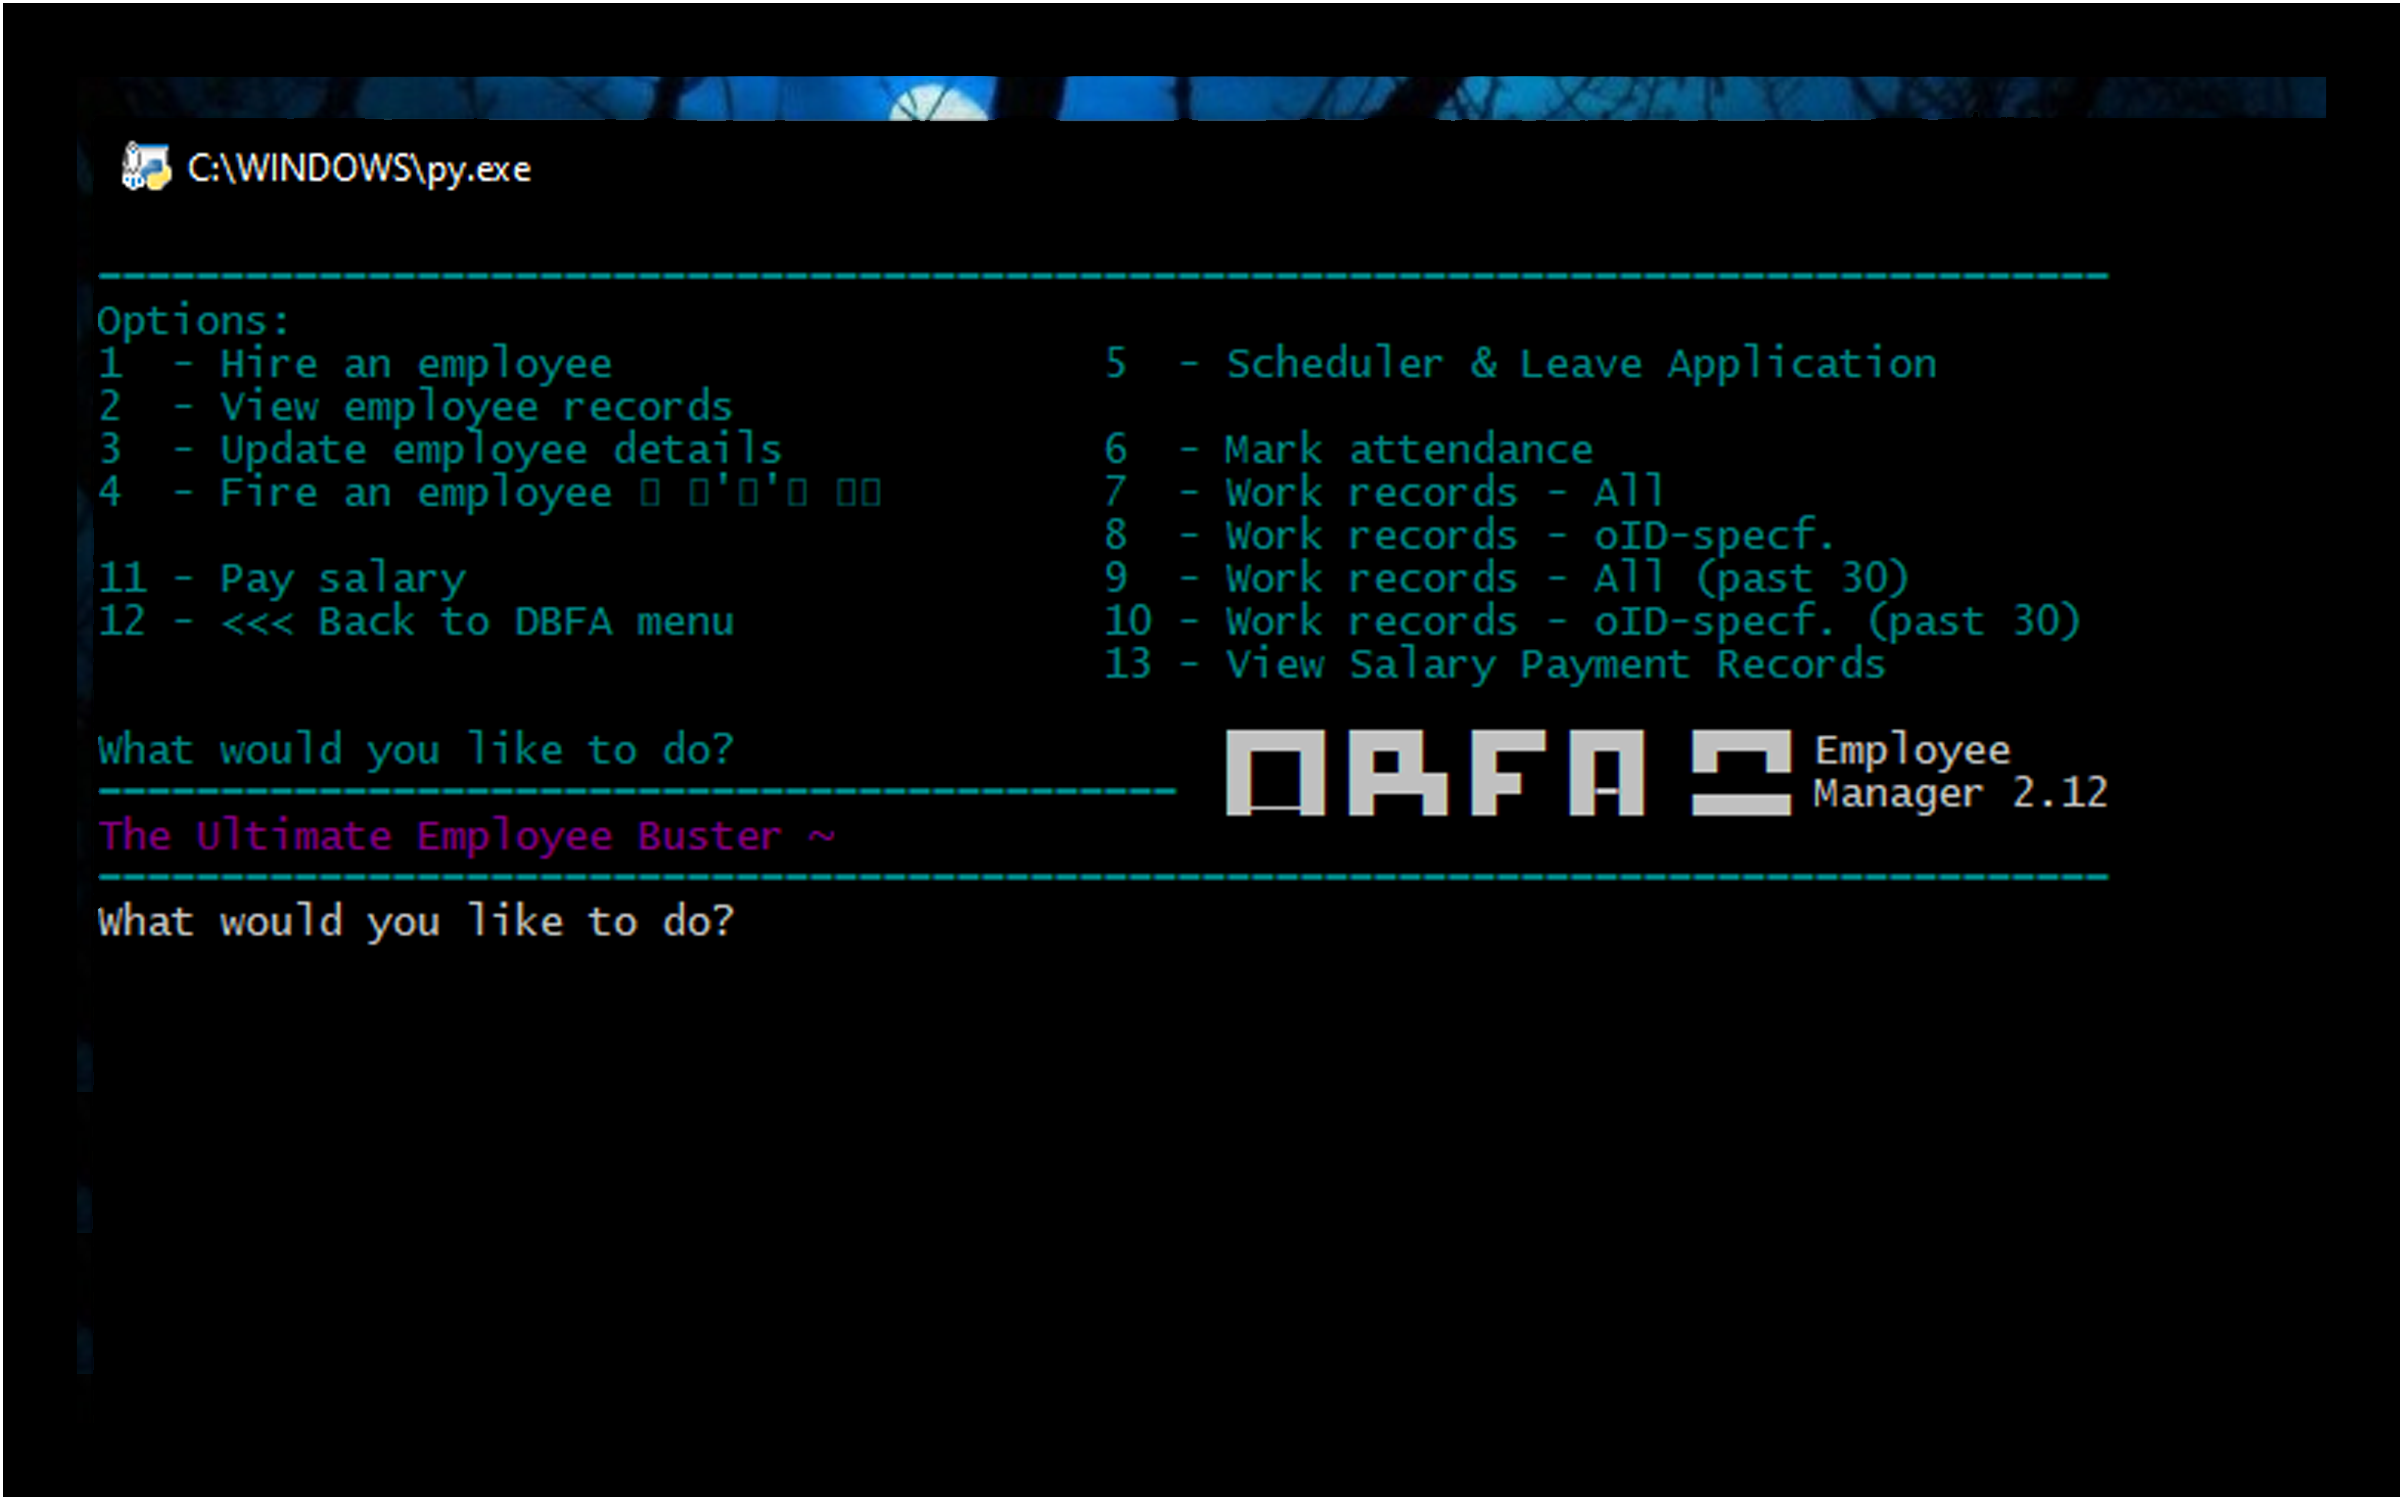 C:\WINDOWS\py.exe
--------------------------------------------------------------------------------
Options:
1  - Hire an employee                    5  - Scheduler & Leave Application
2  - View employee records
3  - Update employee details             6  - Mark attendance
4  - Fire an employee                    7  - Work records - All
                                         8  - Work records - oID-specf.
11 - Pay salary                          9  - Work records - All (past 30)
12 - <<< Back to DBFA menu               10 - Work records - oID-specf. (past 30)
                                         13 - View Salary Payment Records
What would you like to do?                    DBFA Employee
Manager 2.12
The Ultimate Employee Buster ~
What would you like to do?